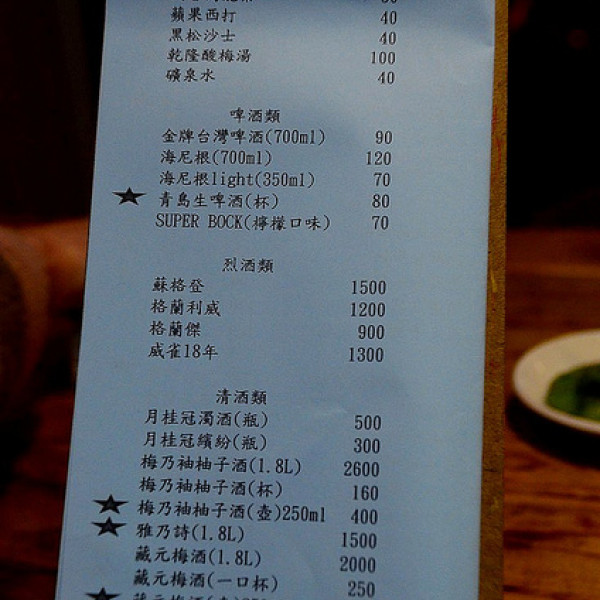 蘋果西打 40
黑松沙士 40
乾隆酸梅湯 100
礦泉水 40
啤酒類
金牌台灣啤酒(700ml) 90
海尼根(700ml) 120
海尼根light(350ml) 70
★ 青島生啤酒(杯) 80
SUPER BOCK(檸檬口味) 70
烈酒類
蘇格登 1500
格蘭利威 1200
格蘭傑 900
威雀18年 1300
清酒類
月桂冠濁酒(瓶) 500
月桂冠繽紛(瓶) 300
梅乃袖柚子酒(1.8L) 2600
梅乃袖柚子酒(杯) 160
★ 梅乃袖柚子酒(壺)250ml 400
★ 雅乃詩(1.8L) 1500
藏元梅酒(1.8L) 2000
藏元梅酒(一口杯) 250